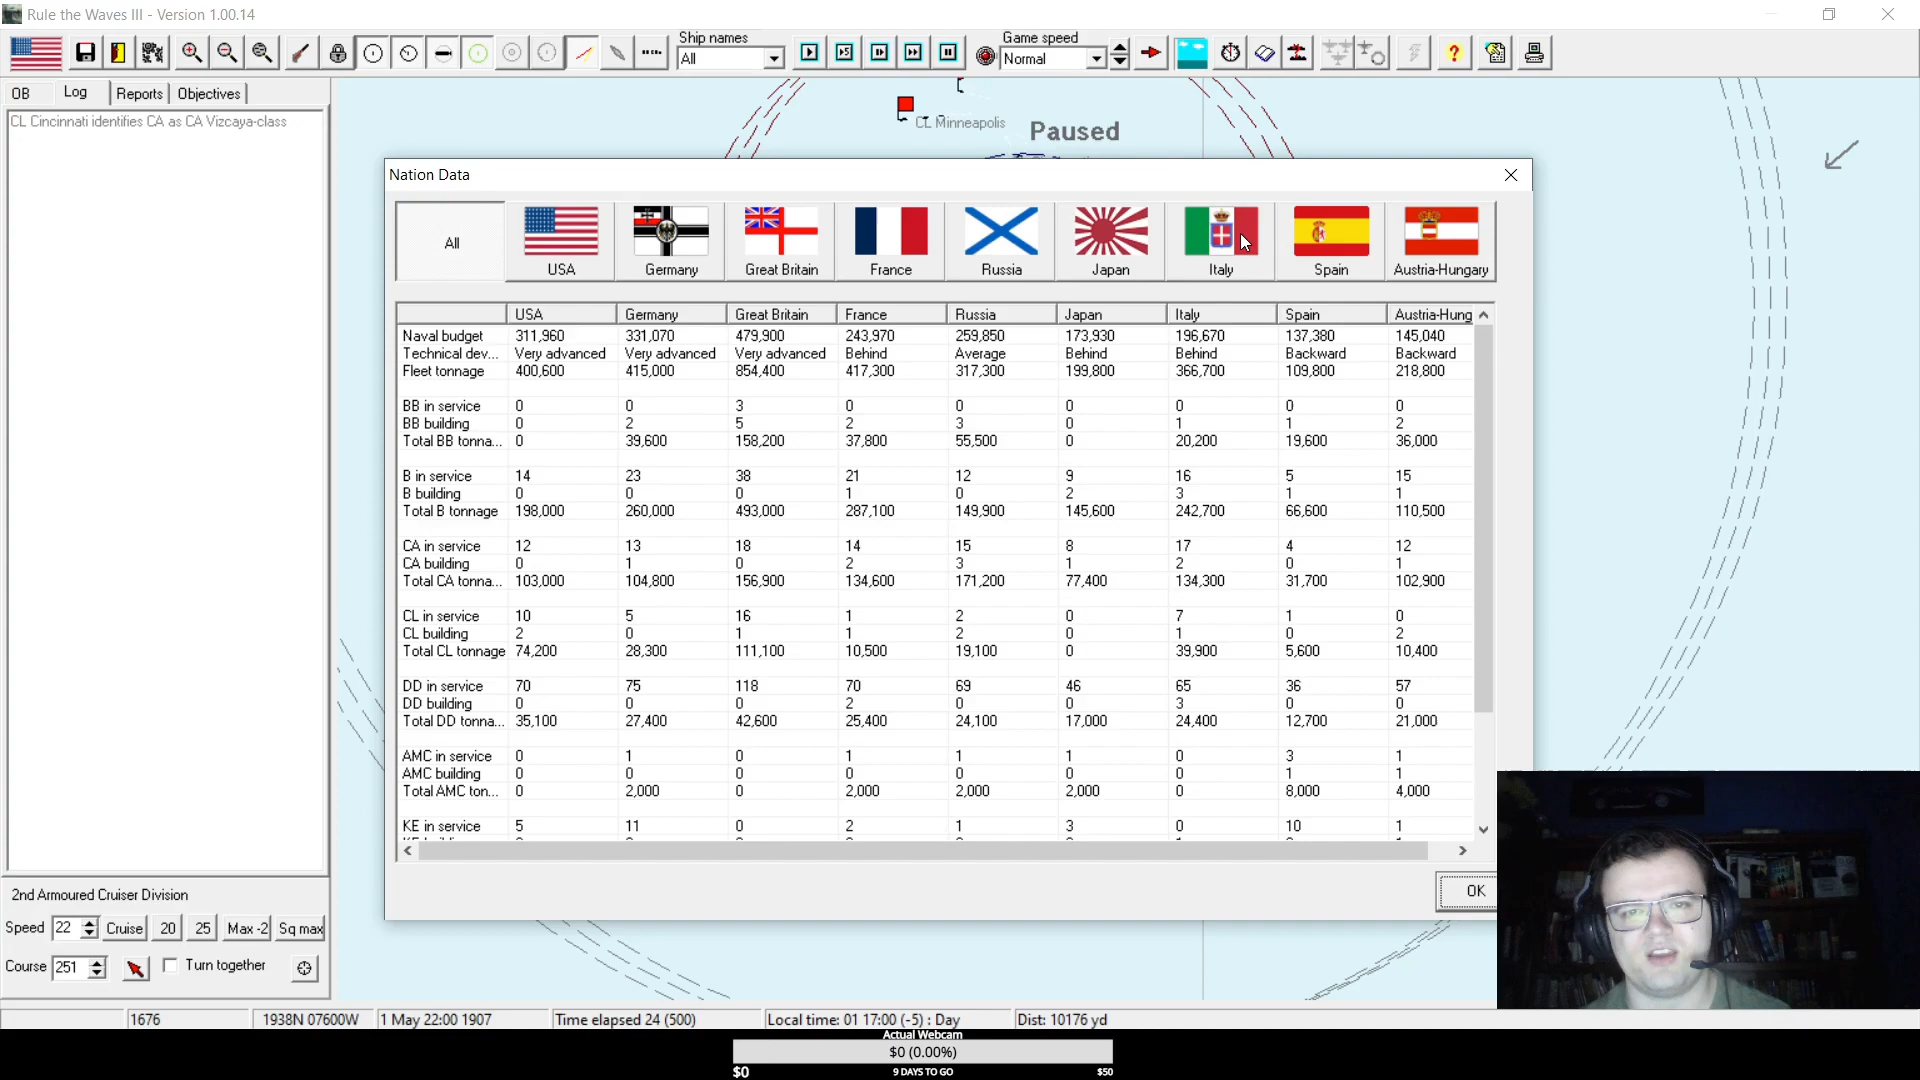 Rule the Waves III - Version 1.00.14
Ship names
All
Game speed
Normal
OB Log Reports Objectives
CL Cincinnati identifies CA as CA Vizcaya-class
CL Minneapolis
Paused
Nation Data
All USA Germany Great Britain France Russia Japan Italy Spain Austria-Hungary
USA Germany Great Britain France Russia Japan Italy Spain Austria-Hung
Naval budget 311,960 331,070 479,900 243,970 259,850 173,930 196,670 137,380 145,040
Technical dev... Very advanced Very advanced Very advanced Behind Average Behind Behind Backward Backward
Fleet tonnage 400,600 415,000 854,400 417,300 317,300 199,800 366,700 109,800 218,800
BB in service 0 0 3 0 0 0 0 0 0
BB building 0 2 5 2 3 0 1 1 2
Total BB tonna... 0 39,600 158,200 37,800 55,500 0 20,200 19,600 36,000
B in service 14 23 38 21 12 9 16 5 15
B building 0 0 0 1 0 2 3 1 1
Total B tonnage 198,000 260,000 493,000 287,100 149,900 145,600 242,700 66,600 110,500
CA in service 12 13 18 14 15 8 17 4 12
CA building 0 1 0 2 3 1 2 0 1
Total CA tonna... 103,000 104,800 156,900 134,600 171,200 77,400 134,300 31,700 102,900
CL in service 10 5 16 1 2 0 7 1 0
CL building 2 0 1 1 2 0 1 0 2
Total CL tonnage 74,200 28,300 111,100 10,500 19,100 0 39,900 5,600 10,400
DD in service 70 75 118 70 69 46 65 36 57
DD building 0 0 0 2 0 0 3 0 0
Total DD tonna... 35,100 27,400 42,600 25,400 24,100 17,000 24,400 12,700 21,000
AMC in service 0 1 0 1 1 1 0 3 1
AMC building 0 0 0 0 0 0 0 1 1
Total AMC ton... 0 2,000 0 2,000 2,000 2,000 0 8,000 4,000
KE in service 5 11 0 2 1 3 0 10 1
OK
2nd Armoured Cruiser Division
Speed 22 Cruise 20 25 Max -2 Sq max
Course 251 Turn together
1676 1938N 07600W 1 May 22:00 1907 Time elapsed 24 (500) Local time: 01 17:00 (-5) : Day Dist: 10176 yd
Actual Webcam
$0 (0.00%)
$0 9 DAYS TO GO $50